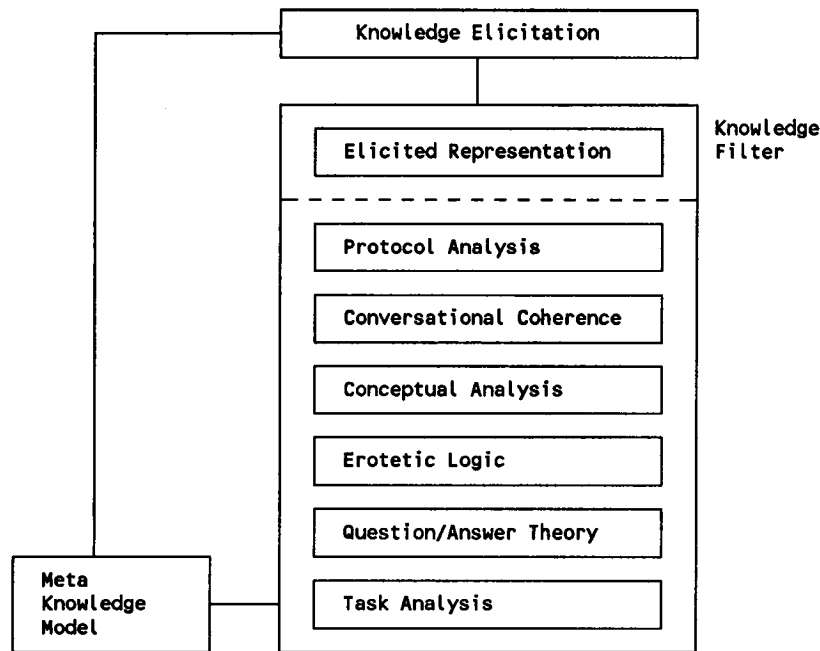 Knowledge Elicitation
Knowledge
Filter
Elicited Representation
Protocol Analysis
Conversational Coherence
Conceptual Analysis
Erotetic Logic
Question/Answer Theory
Task Analysis
Meta
Knowledge
Model